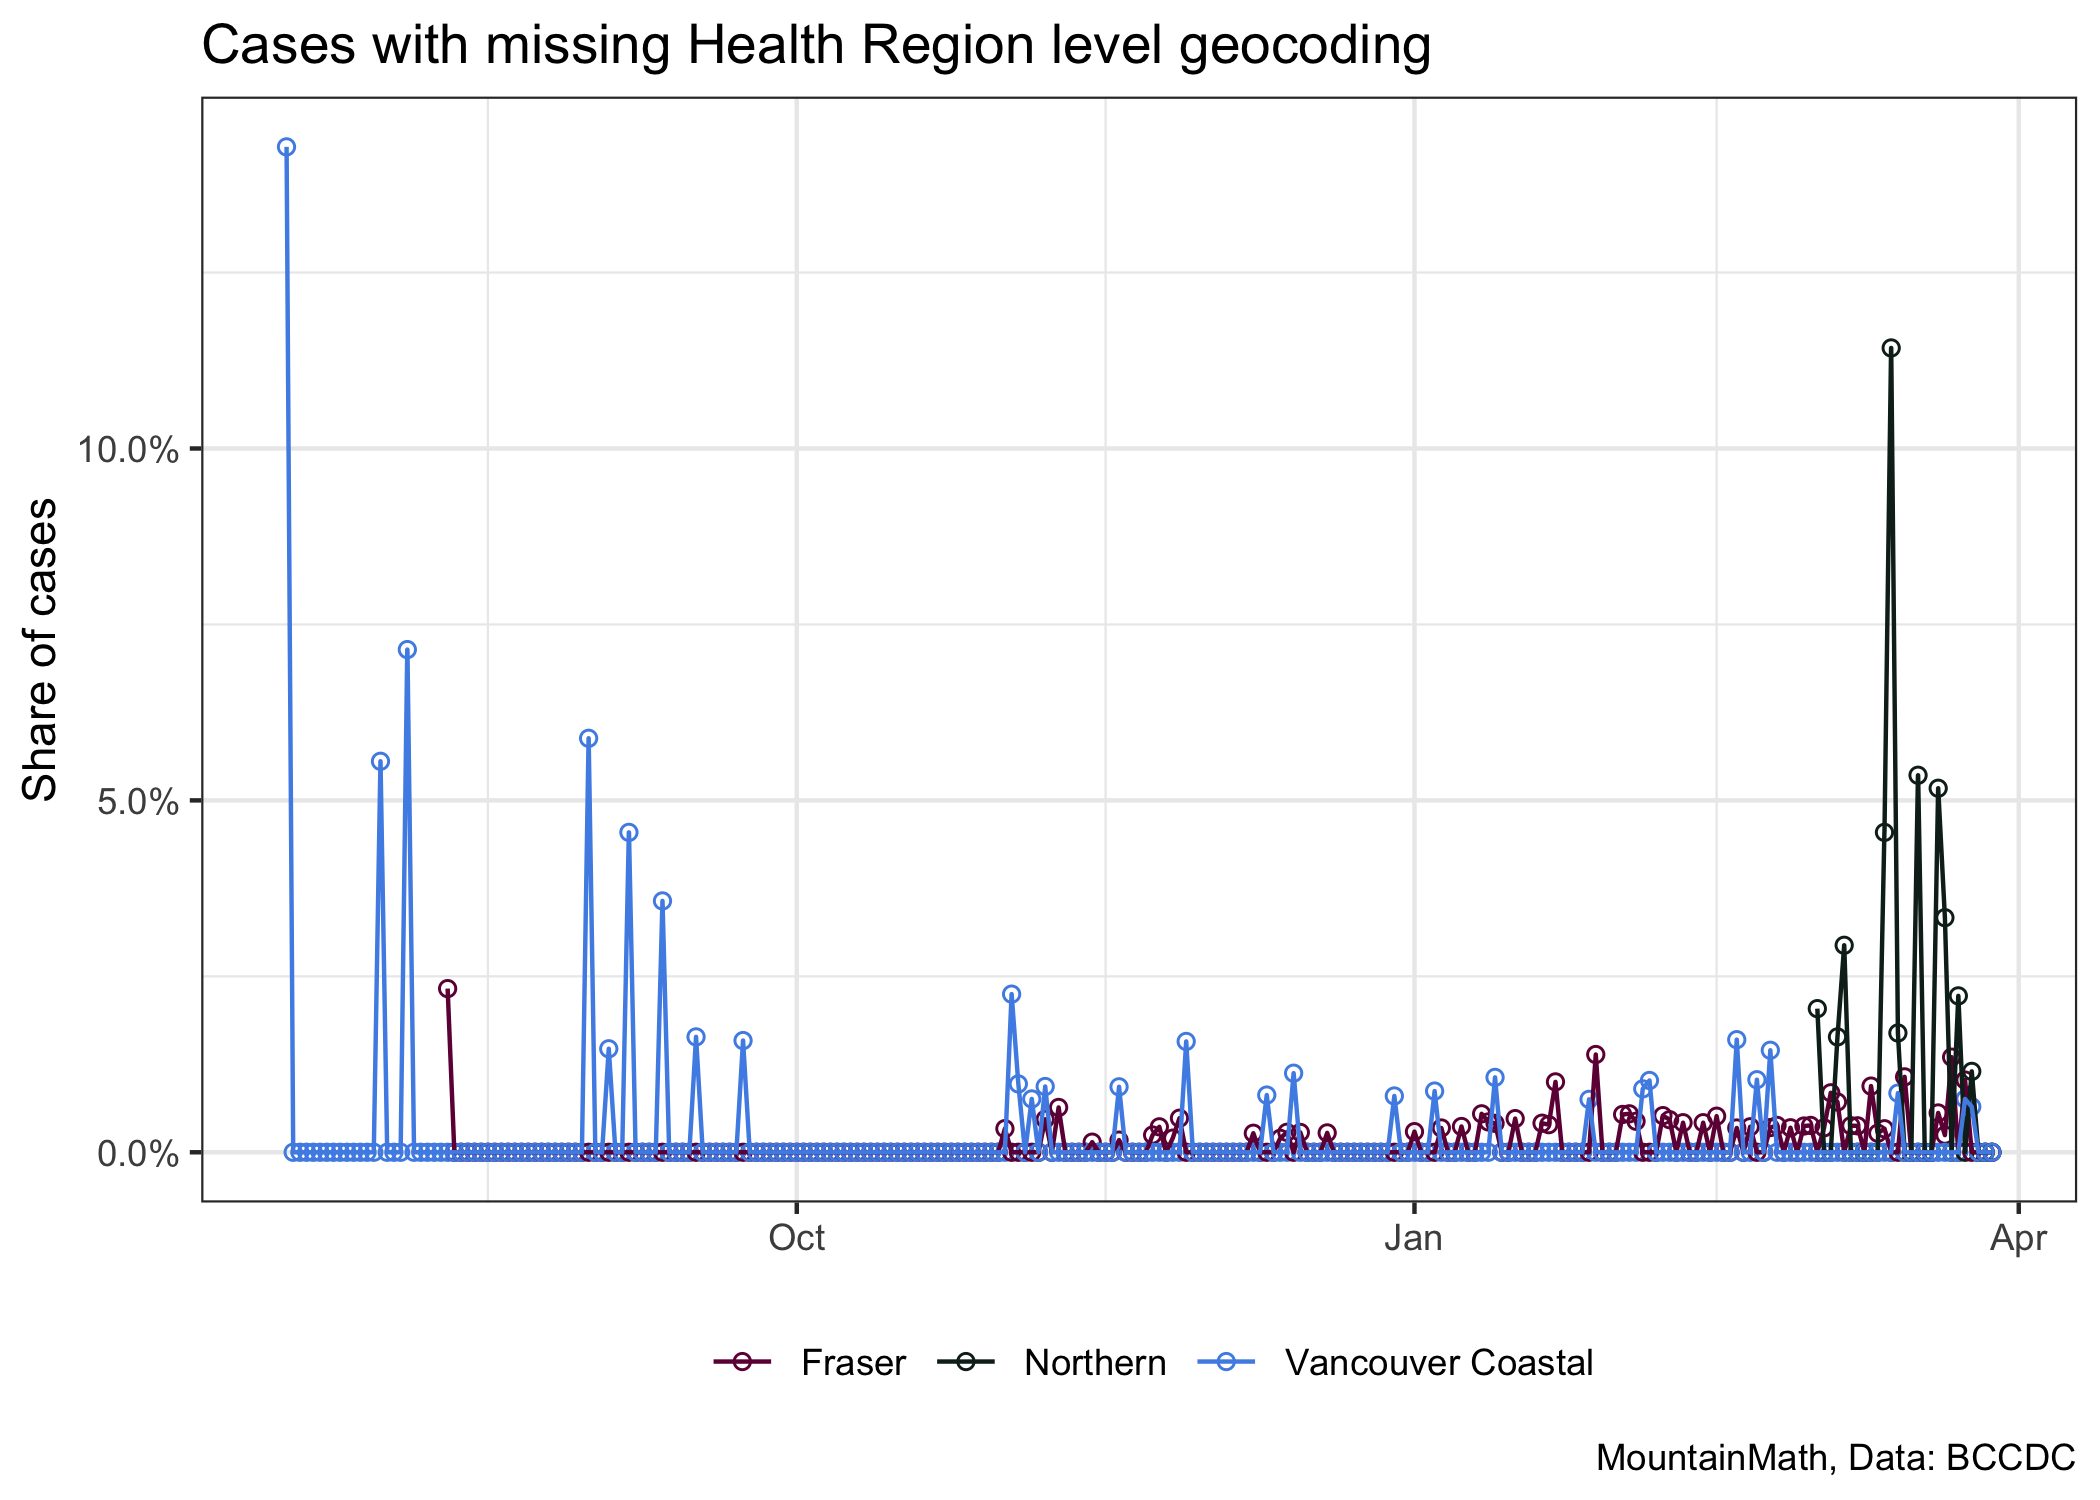 Cases with missing Health Region level geocoding
Share of cases
10.0%
5.0%
0.0%
Oct Jan Apr
Fraser Northern Vancouver Coastal
MountainMath, Data: BCCDC